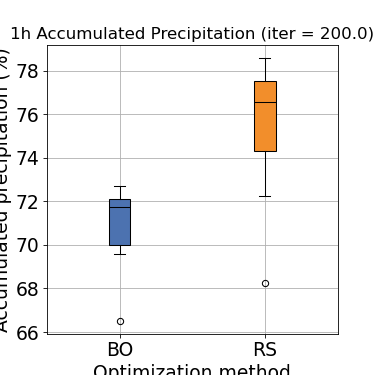 1h Accumulated Precipitation (iter = 200.0)
Accumulated precipitation (%)
78
76
74
72
70
68
66
BO RS
Optimization method